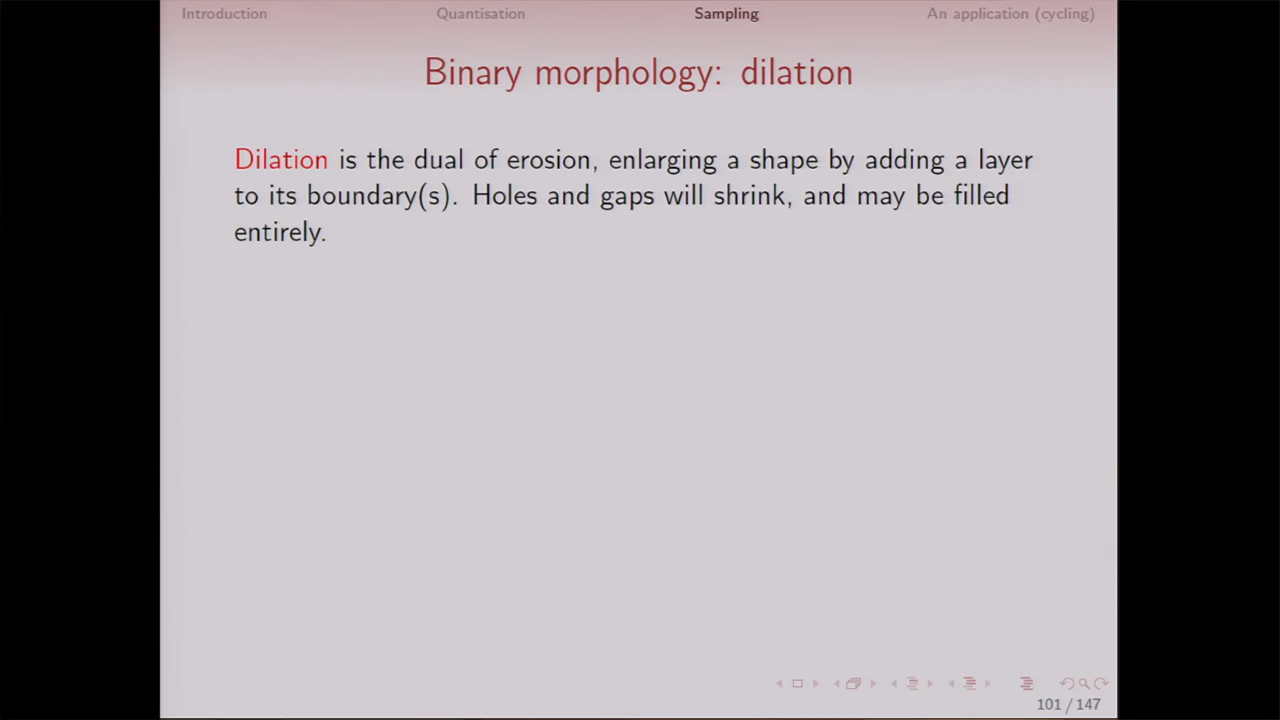 Introduction Quantisation Sampling An application (cycling)
Binary morphology: dilation
Dilation is the dual of erosion, enlarging a shape by adding a layer
to its boundary(s). Holes and gaps will shrink, and may be filled
entirely.
101 / 147